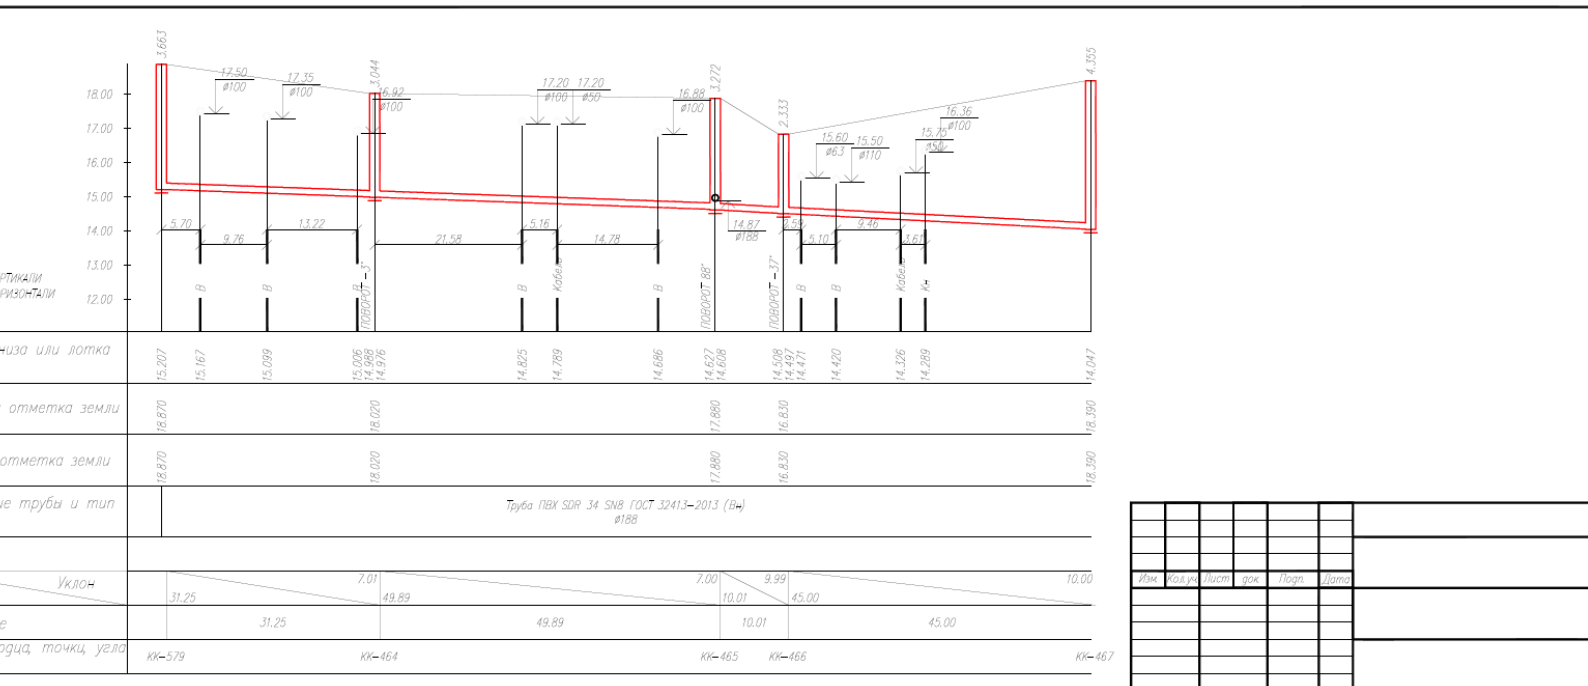 3.663
3.044
3.272
2.333
4.355
17.50
ø100
17.35
ø100
16.92
ø100
17.20
ø100
17.20
ø50
16.88
ø100
14.87
ø188
15.60
ø63
15.50
ø110
15.75
ø50
16.36
ø100
18.00
17.00
16.00
15.00
14.00
13.00
12.00
5.70
9.76
13.22
21.58
5.16
14.78
5.10
9.46
3.61
В
В
В
ПОВОРОТ -3°
В
Кабель
В
ПОВОРОТ 88°
ПОВОРОТ -37°
В
В
Кабель
РТИКАЛИ
РИЗОНТАЛИ
низа или лотка
15.207
15.167
15.099
15.006
14.988
14.976
14.825
14.789
14.686
14.627
14.608
14.508
14.497
14.471
14.420
14.326
14.289
14.047
отметка земли
18.870
18.020
17.880
16.830
18.390
отметка земли
18.870
18.020
17.880
16.830
18.390
ие трубы и тип
Труба ПВХ SDR 34 SN8 ГОСТ 32413-2013 (Вн)
ø188
Уклон
7.01
31.25
7.00
49.89
9.99
10.01
10.00
45.00
е
31.25
49.89
10.01
45.00
одца, точки, угла
КК-579
КК-464
КК-465
КК-466
КК-467
Изм.
Кол.уч
Лист
док.
Подп.
Дата